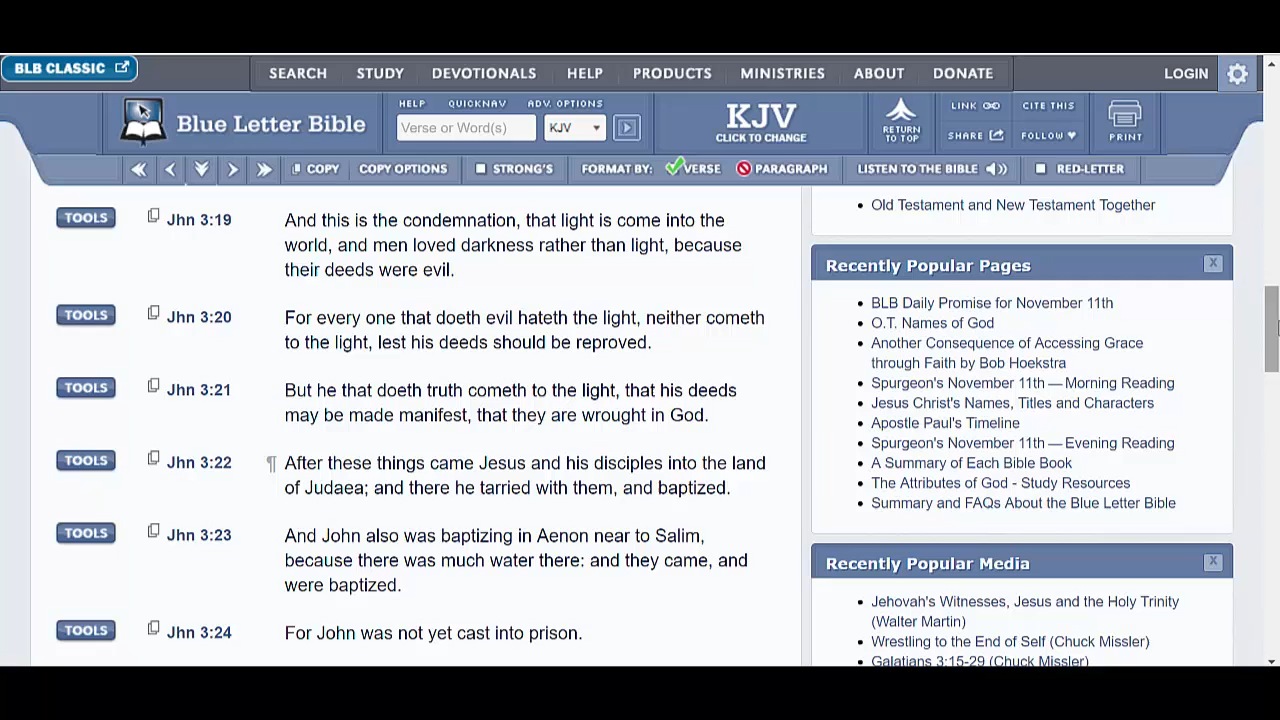 BLB CLASSIC
SEARCH STUDY DEVOTIONALS HELP PRODUCTS MINISTRIES ABOUT DONATE LOGIN
HELP QUICKNAV ADV. OPTIONS
Blue Letter Bible
Verse or Word(s) KJV
KJV
CLICK TO CHANGE
RETURN
TO TOP
LINK CITE THIS
SHARE FOLLOW
PRINT
COPY COPY OPTIONS STRONG'S FORMAT BY: VERSE PARAGRAPH LISTEN TO THE BIBLE RED-LETTER
TOOLS Jhn 3:19 And this is the condemnation, that light is come into the
world, and men loved darkness rather than light, because
their deeds were evil.
TOOLS Jhn 3:20 For every one that doeth evil hateth the light, neither cometh
to the light, lest his deeds should be reproved.
TOOLS Jhn 3:21 But he that doeth truth cometh to the light, that his deeds
may be made manifest, that they are wrought in God.
TOOLS Jhn 3:22 ¶ After these things came Jesus and his disciples into the land
of Judaea; and there he tarried with them, and baptized.
TOOLS Jhn 3:23 And John also was baptizing in Aenon near to Salim,
because there was much water there: and they came, and
were baptized.
TOOLS Jhn 3:24 For John was not yet cast into prison.
• Old Testament and New Testament Together
Recently Popular Pages X
• BLB Daily Promise for November 11th
• O.T. Names of God
• Another Consequence of Accessing Grace
through Faith by Bob Hoekstra
• Spurgeon's November 11th — Morning Reading
• Jesus Christ's Names, Titles and Characters
• Apostle Paul's Timeline
• Spurgeon's November 11th — Evening Reading
• A Summary of Each Bible Book
• The Attributes of God - Study Resources
• Summary and FAQs About the Blue Letter Bible
Recently Popular Media X
• Jehovah's Witnesses, Jesus and the Holy Trinity
(Walter Martin)
• Wrestling to the End of Self (Chuck Missler)
• Galatians 3:15-29 (Chuck Missler)